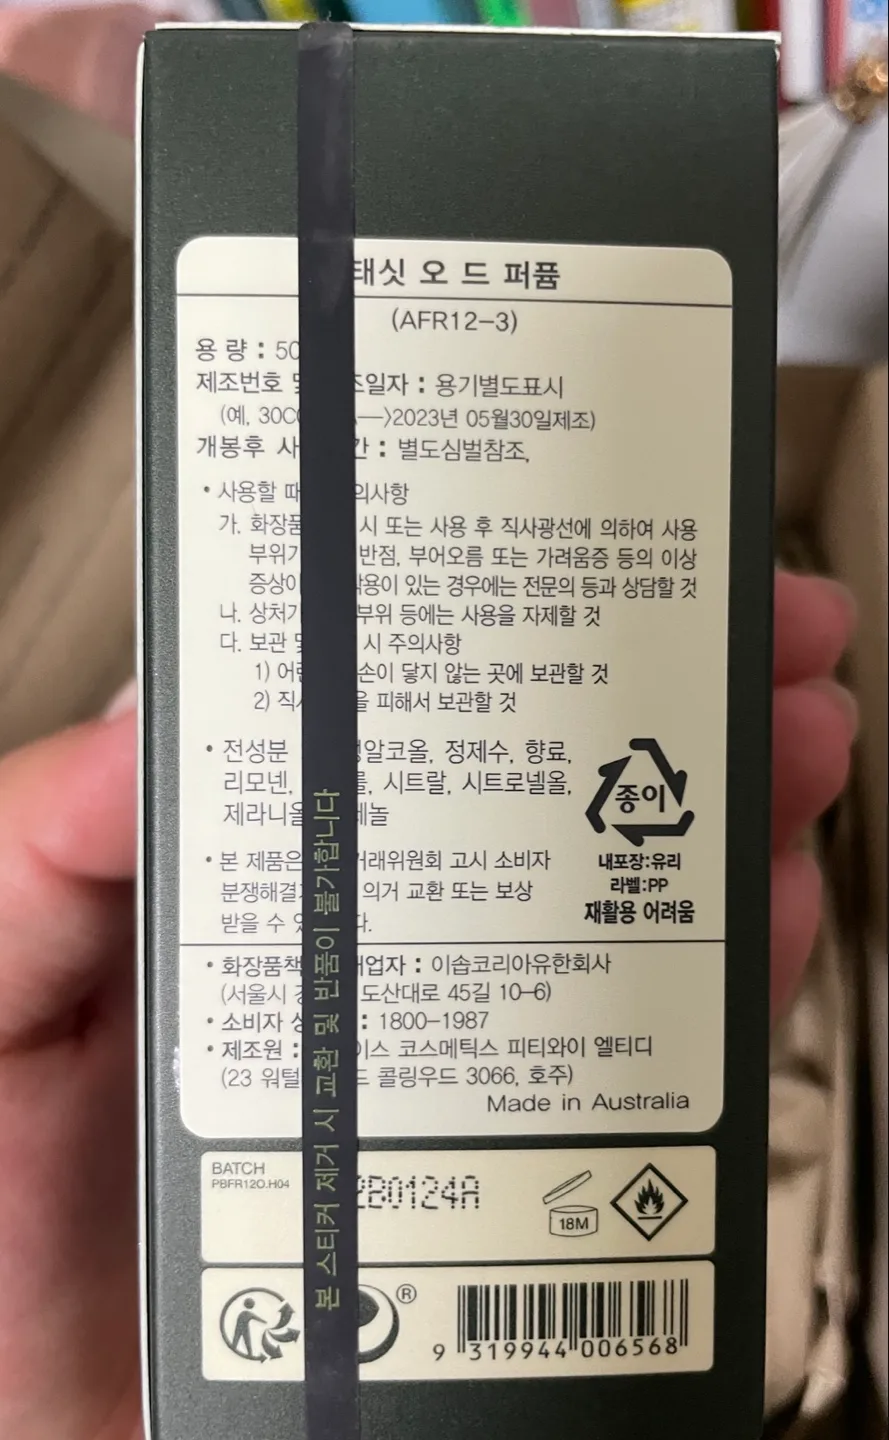 태싯 오 드 퍼퓸
(AFR12-3)
용 량 : 50
제조번호 조일자 : 용기별도표시
(예, 30C —>2023년 05월30일제조)
개봉후 사 간 : 별도심벌참조,
• 사용할 때 의사항
가. 화장품 시 또는 사용 후 직사광선에 의하여 사용
부위가 반점, 부어오름 또는 가려움증 등의 이상
증상이 작용이 있는 경우에는 전문의 등과 상담할 것
나. 상처가 부위 등에는 사용을 자제할 것
다. 보관 및 시 주의사항
1) 어린 손이 닿지 않는 곳에 보관할 것
2) 직사 을 피해서 보관할 것
• 전성분 성알코올, 정제수, 향료,
리모넨, 시트랄, 시트로넬올,
제라니올 제놀
• 본 제품은 거래위원회 고시 소비자
분쟁해결 의거 교환 또는 보상
받을 수 다.
종이
내포장:유리
라벨:PP
재활용 어려움
• 화장품책 업자 : 이솝코리아유한회사
(서울시 강 도산대로 45길 10-6)
• 소비자 상 : 1800-1987
• 제조원 : 이스 코스메틱스 피티와이 엘티디
(23 워털 드 콜링우드 3066, 호주)
Made in Australia
본 스티커 제거 시 교환 및 반품이 불가합니다
BATCH
PBFR12O.H04
2B0124A
18M
®
9 319944 006568